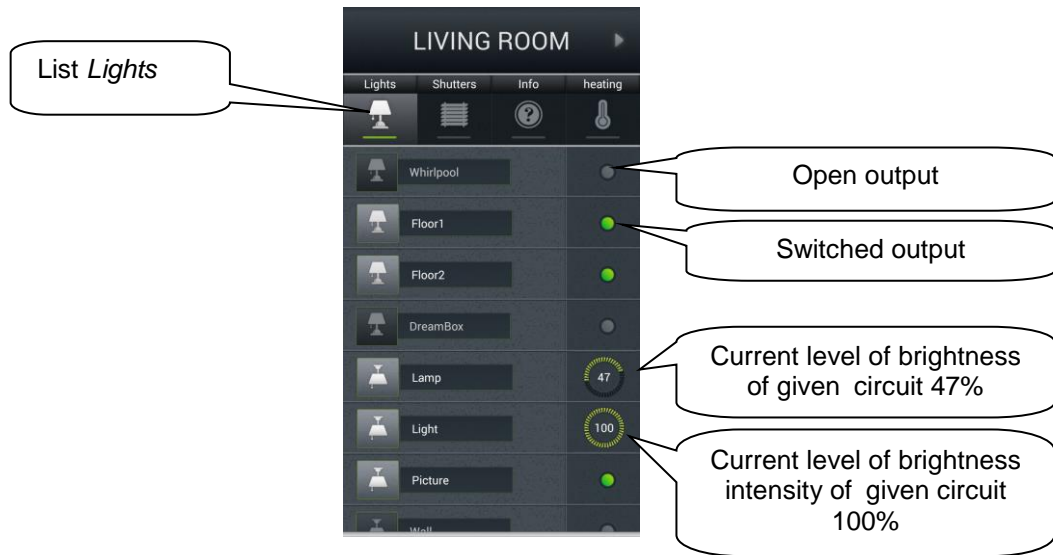 List Lights
LIVING ROOM
Lights Shutters Info heating
Whirlpool
Open output
Floor1
Switched output
Floor2
DreamBox
Lamp
47
Current level of brightness
of given circuit 47%
Light
100
Current level of brightness
intensity of given circuit
100%
Picture
Wall